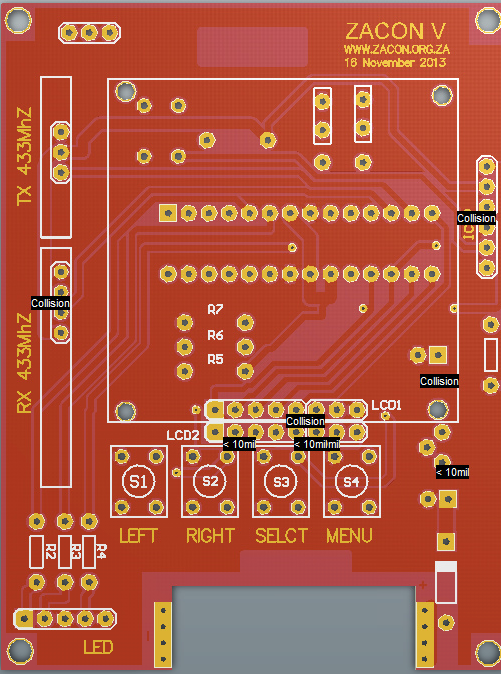 ZACON V
WWW.ZACON.ORG.ZA
16 November 2013
TX 433MhZ
Collision
IC
Collision
RX 433MhZ
R7
R6
R5
Collision
LCD1
Collision
LCD2
< 10mil
< 10mil
< 10mil
S1
S2
S3
S4
LEFT
RIGHT
SELCT
MENU
R2
R3
R4
LED